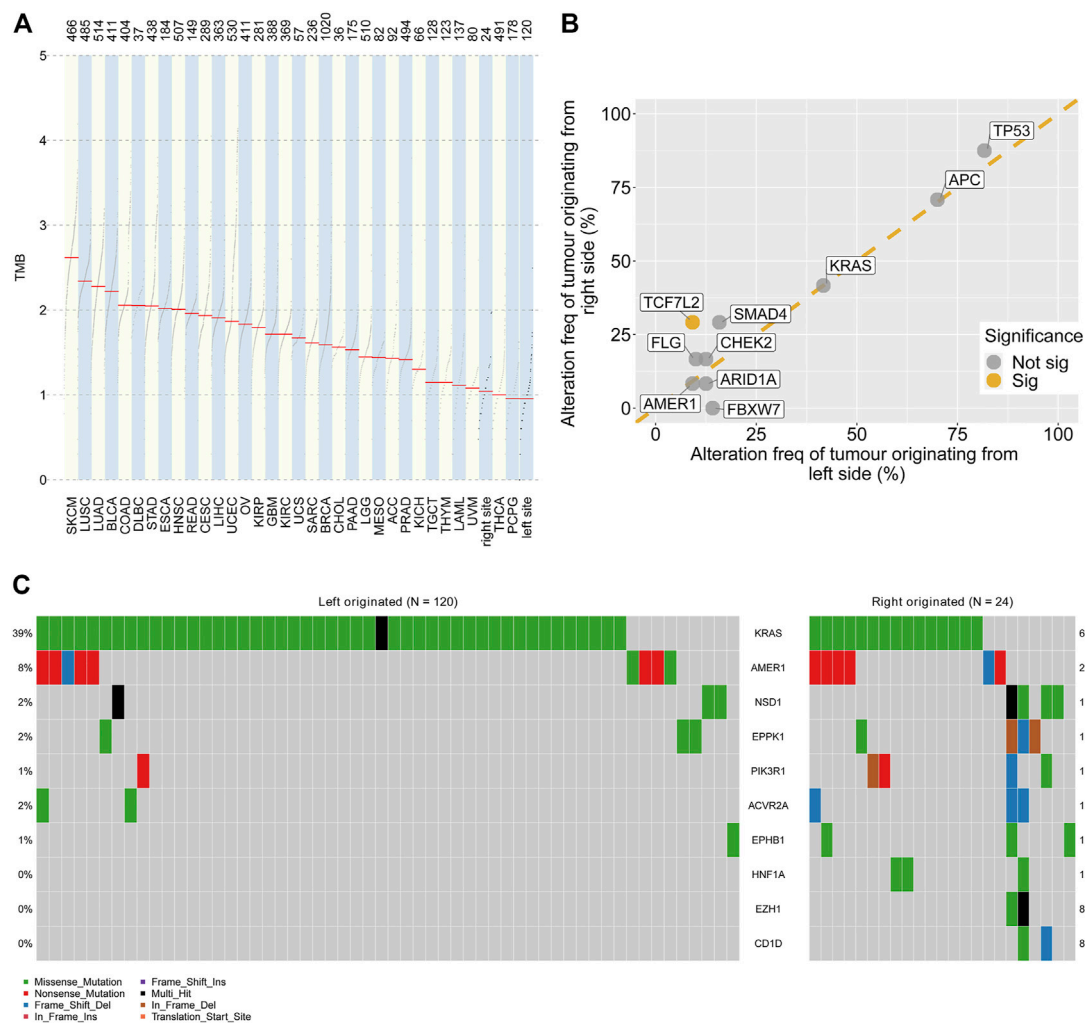 A
466 485 514 411 404 37 438 184 507 149 289 363 530 411 281 388 369 57 236 1020 36 175 510 82 92 494 66 128 123 137 80 24 491 178 120
5
4
3
2
1
0
TMB
SKCM LUSC LUAD BLCA COAD DLBC STAD ESCA HNSC READ CESC LIHC UCEC OV KIRP GBM KIRC UCS SARC BRCA CHOL PAAD LGG MESO ACC PRAD KICH TGCT THYM LAML UVM right site THCA PCPG left site
B
Alteration freq of tumour originating from
right side (%)
100
75
50
25
0
TP53
APC
KRAS
TCF7L2
SMAD4
FLG
CHEK2
AMER1
ARID1A
FBXW7
Significance
Not sig
Sig
0 25 50 75 100
Alteration freq of tumour originating from
left side (%)
C
Left originated (N = 120)
Right originated (N = 24)
39% KRAS 6
8% AMER1 2
2% NSD1 1
2% EPPK1 1
1% PIK3R1 1
2% ACVR2A 1
1% EPHB1 1
0% HNF1A 1
0% EZH1 8
0% CD1D 8
Missense_Mutation
Nonsense_Mutation
Frame_Shift_Del
In_Frame_Ins
Frame_Shift_Ins
Multi_Hit
In_Frame_Del
Translation_Start_Site